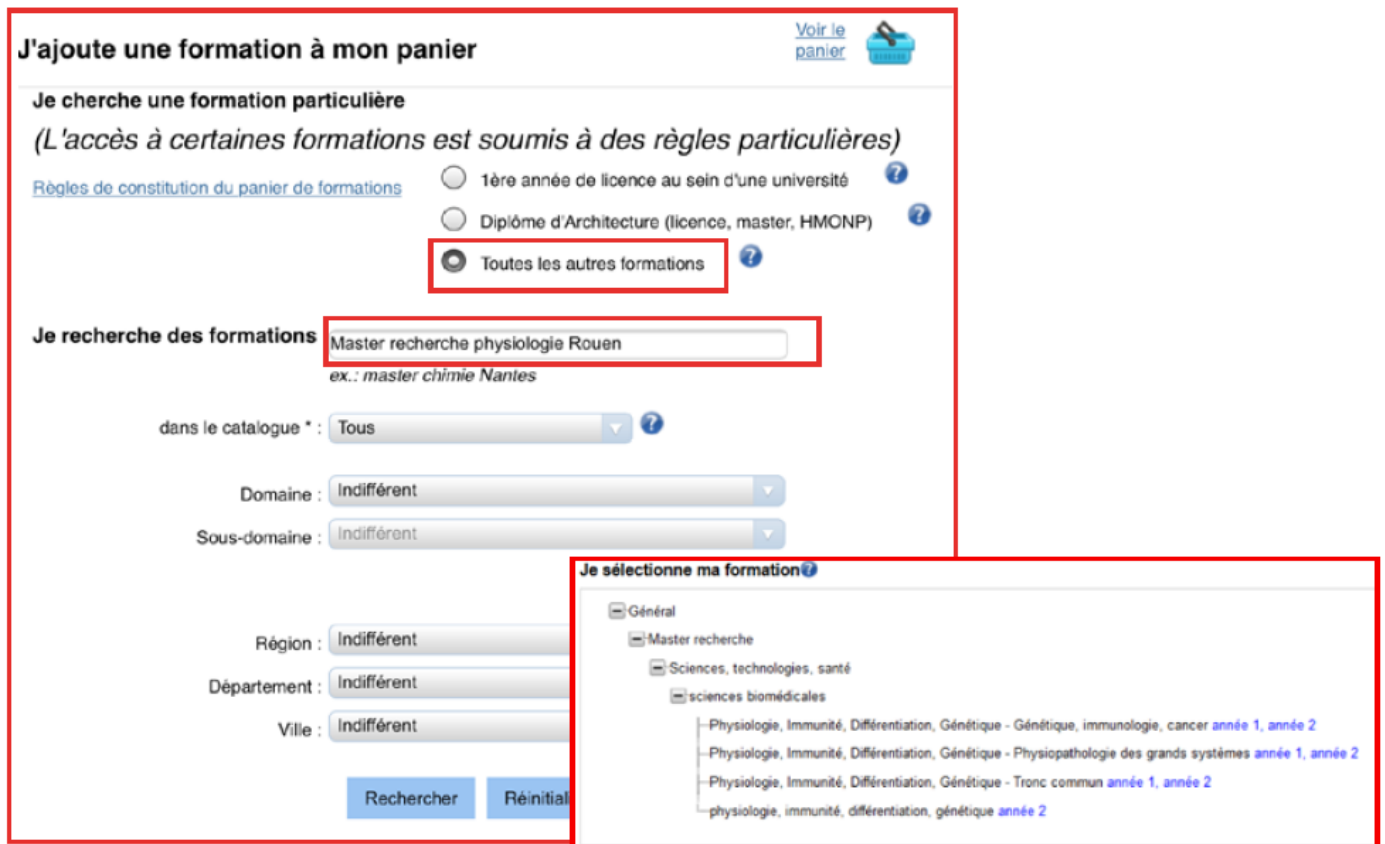 J'ajoute une formation à mon panier
Voir le
panier
Je cherche une formation particulière
(L'accès à certaines formations est soumis à des règles particulières)
Règles de constitution du panier de formations
1ère année de licence au sein d'une université
Diplôme d'Architecture (licence, master, HMONP)
Toutes les autres formations
Je recherche des formations
Master recherche physiologie Rouen
ex.: master chimie Nantes
dans le catalogue * : Tous
Domaine : Indifférent
Sous-domaine : Indifférent
Région : Indifférent
Département : Indifférent
Ville : Indifférent
Rechercher
Réinitiali
Je sélectionne ma formation
Général
Master recherche
Sciences, technologies, santé
sciences biomédicales
Physiologie, Immunité, Différentiation, Génétique - Génétique, immunologie, cancer année 1, année 2
Physiologie, Immunité, Différentiation, Génétique - Physiopathologie des grands systèmes année 1, année 2
Physiologie, Immunité, Différentiation, Génétique - Tronc commun année 1, année 2
physiologie, immunité, différentiation, génétique année 2